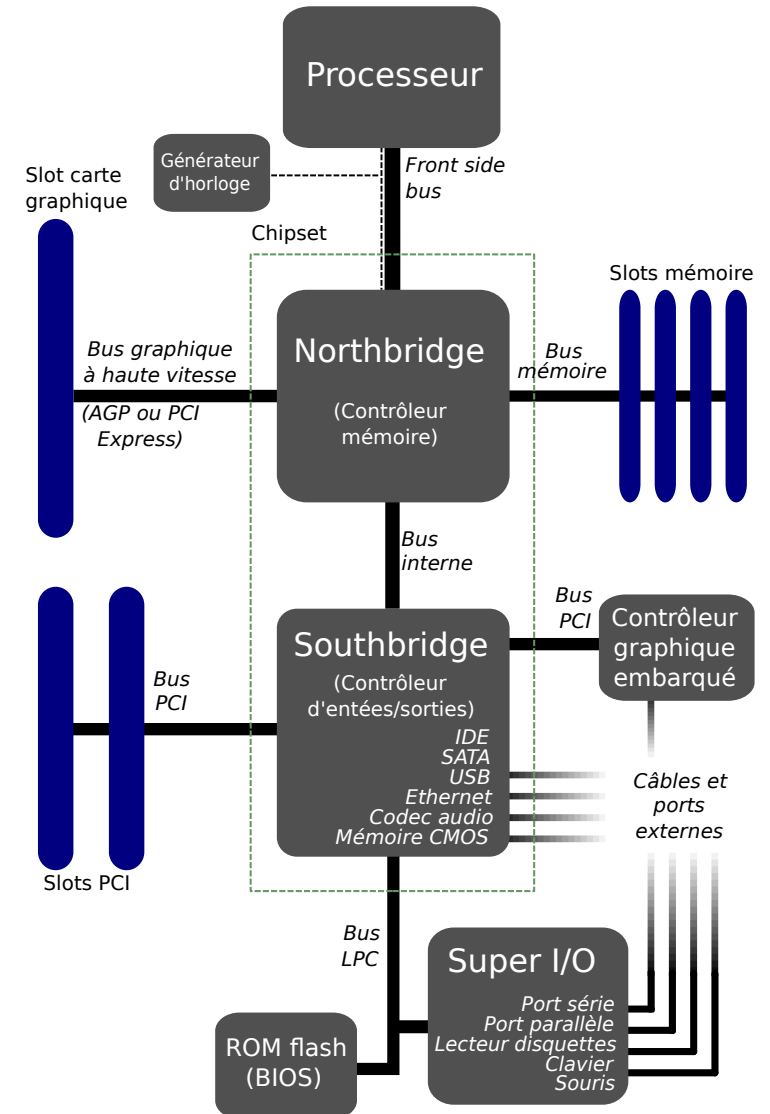 Processeur
Générateur
d'horloge
Front side
bus
Slot carte
graphique
Chipset
Slots mémoire
Bus graphique
à haute vitesse
(AGP ou PCI
Express)
Northbridge
(Contrôleur
mémoire)
Bus
mémoire
Bus
interne
Bus
PCI
Contrôleur
graphique
embarqué
Southbridge
(Contrôleur
d'entées/sorties)
IDE
SATA
USB
Ethernet
Codec audio
Mémoire CMOS
Bus
PCI
Câbles et
ports
externes
Slots PCI
Bus
LPC
Super I/O
Port série
Port parallèle
Lecteur disquettes
Clavier
Souris
ROM flash
(BIOS)